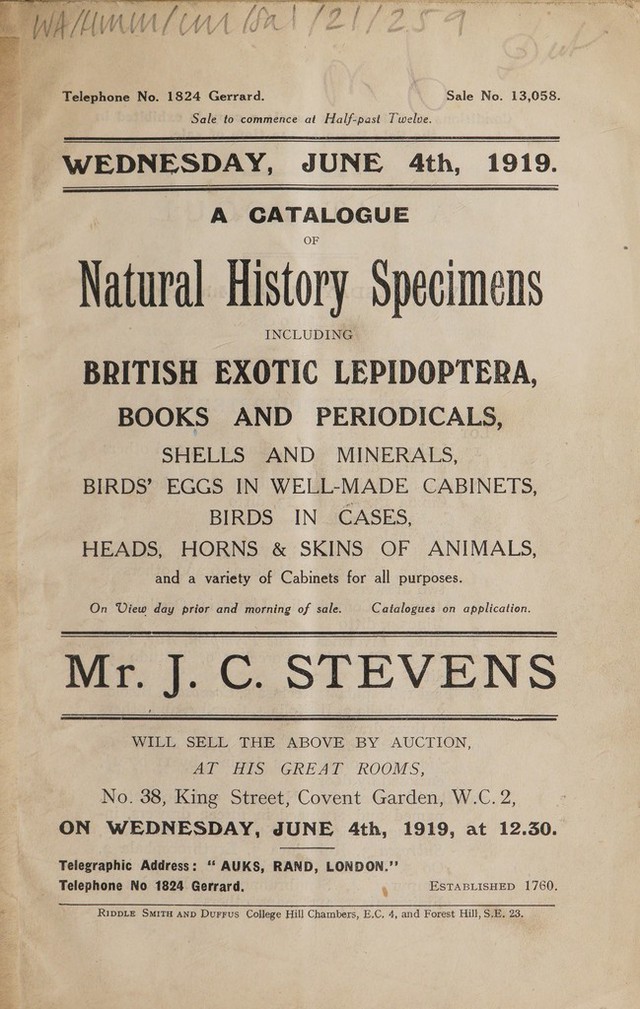 WA/HMM/CM/Sal/21/259
Telephone No. 1824 Gerrard. Sale No. 13,058.
Sale to commence at Half-past Twelve.
WEDNESDAY, JUNE 4th, 1919.
A CATALOGUE
OF
Natural History Specimens
INCLUDING
BRITISH EXOTIC LEPIDOPTERA,
BOOKS AND PERIODICALS,
SHELLS AND MINERALS,
BIRDS' EGGS IN WELL-MADE CABINETS,
BIRDS IN CASES,
HEADS, HORNS & SKINS OF ANIMALS,
and a variety of Cabinets for all purposes.
On View day prior and morning of sale. Catalogues on application.
Mr. J. C. STEVENS
WILL SELL THE ABOVE BY AUCTION,
AT HIS GREAT ROOMS,
No. 38, King Street, Covent Garden, W.C. 2,
ON WEDNESDAY, JUNE 4th, 1919, at 12.30.
Telegraphic Address: “ AUKS, RAND, LONDON.”
Telephone No 1824 Gerrard. ESTABLISHED 1760.
RIDDLE SMITH AND DUFFUS College Hill Chambers, E.C. 4, and Forest Hill, S.E. 23.